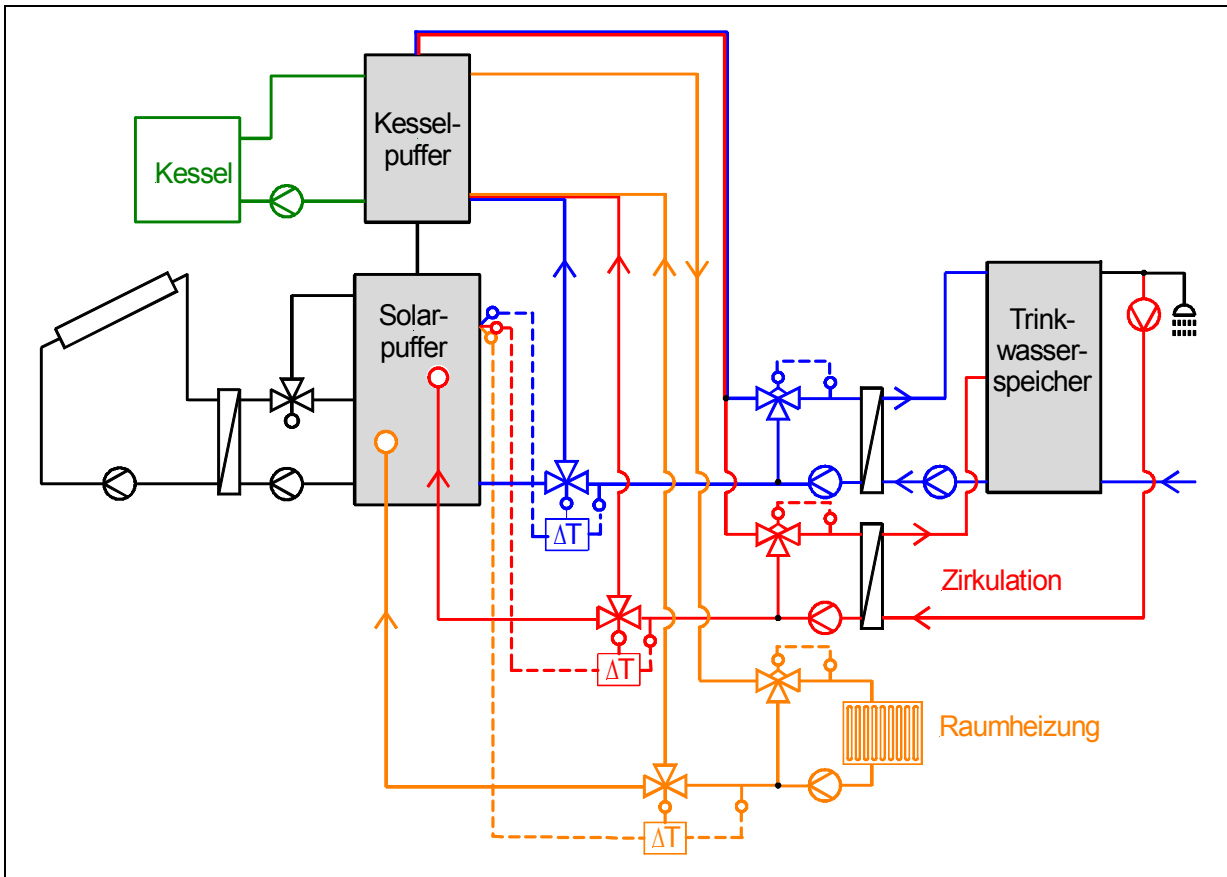 Kessel-
puffer
Kessel
Solar-
puffer
Trink-
wasser-
speicher
ΔT
Zirkulation
ΔT
Raumheizung
ΔT